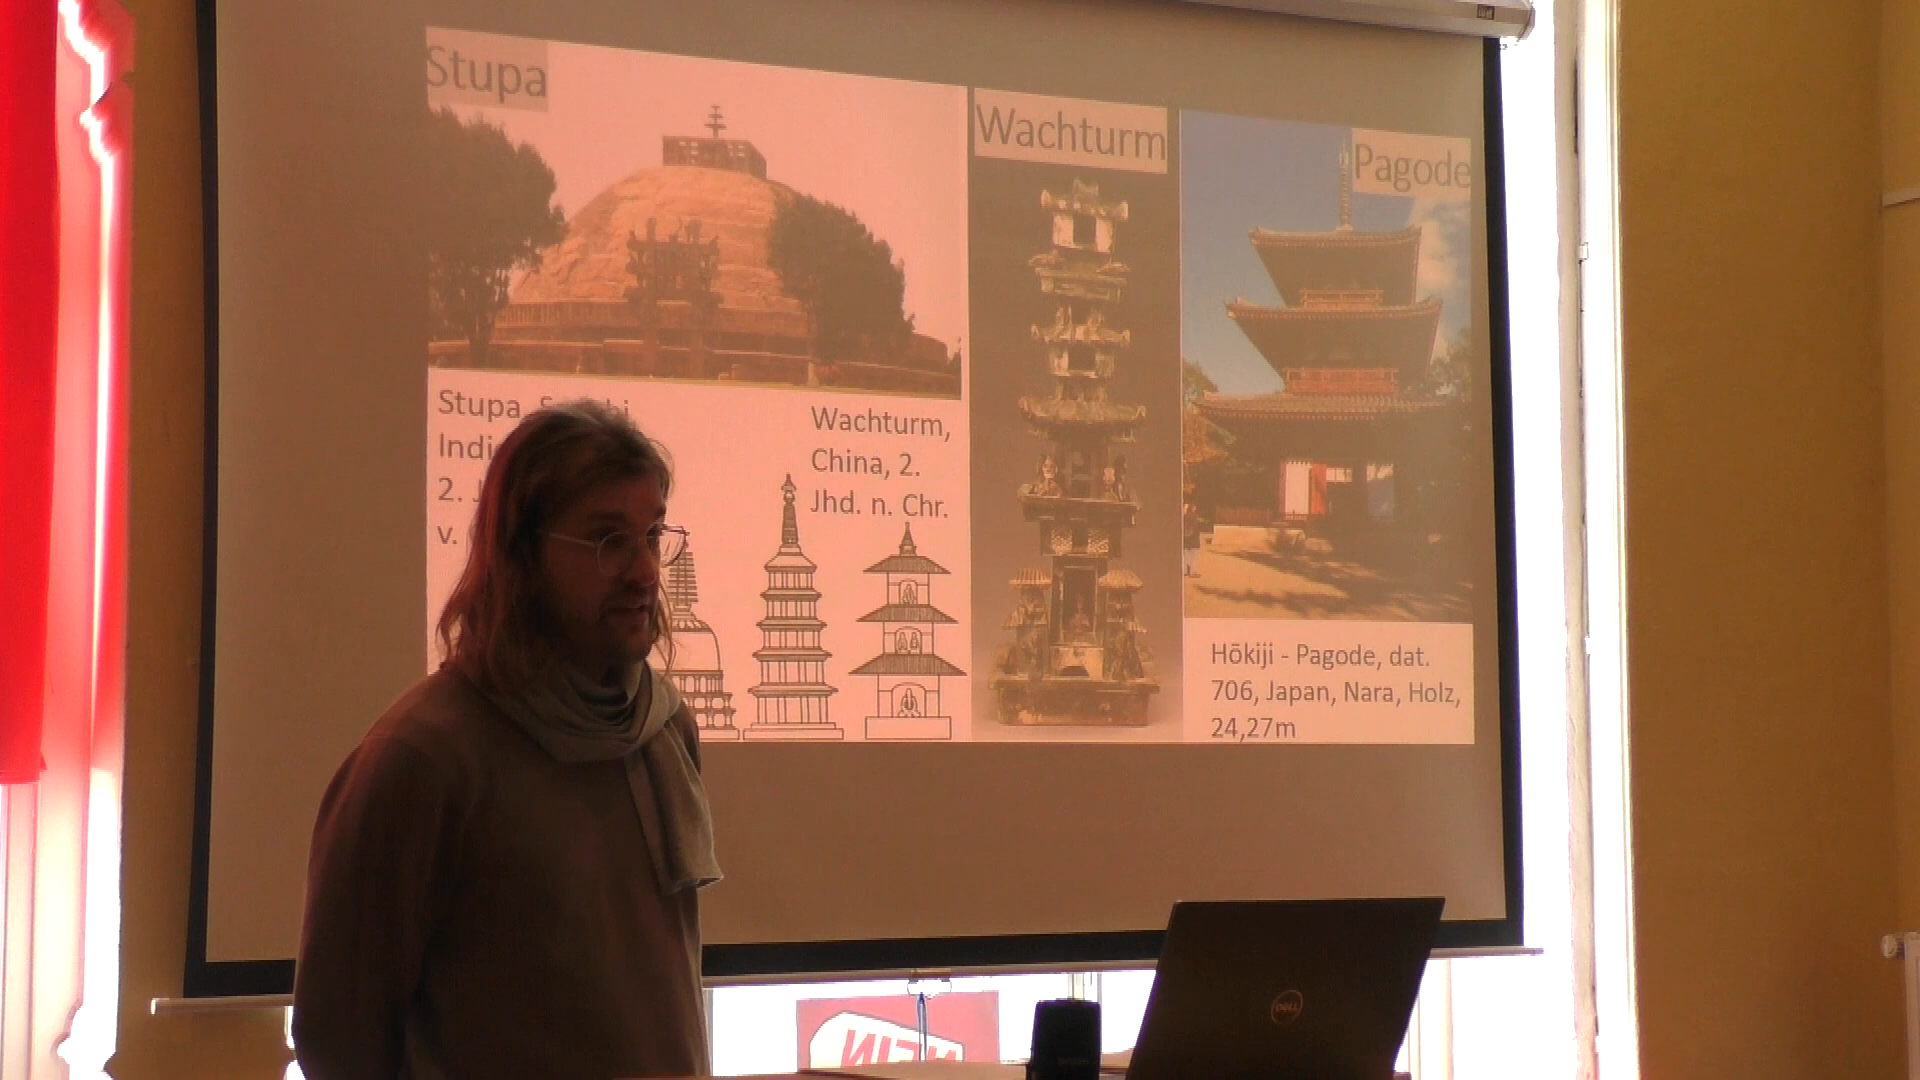 Stupa
Wachturm
Pagode
Stupa,
2.
v.
Wachturm,
China, 2.
Jhd. n. Chr.
Hōkiji - Pagode, dat.
706, Japan, Nara, Holz,
24,27m
DELL
NEIN